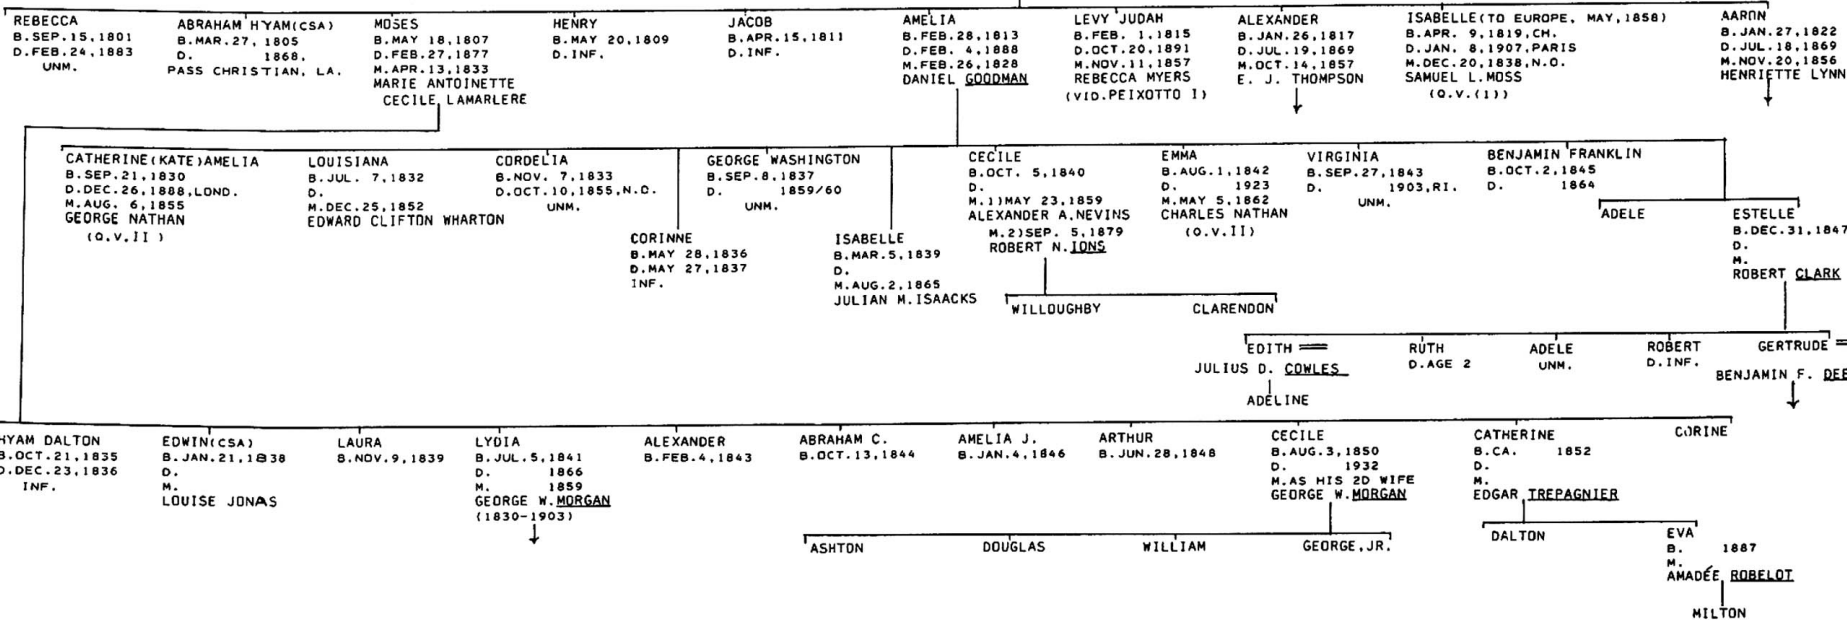 REBECCA
B.SEP.15,1801
D.FEB.24,1883
UNM.
ABRAHAM HYAM(CSA)
B.MAR.27, 1805
D. 1868,
PASS CHRISTIAN, LA.
MOSES
B.MAY 18,1807
D.FEB.27,1877
M.APR.13,1833
MARIE ANTOINETTE
CECILE LAMARLERE
HENRY
B.MAY 20,1809
D.INF.
JACOB
B.APR.15,1811
D.INF.
AMELIA
B.FEB.28,1813
D.FEB. 4,1888
M.FEB.26,1828
DANIEL GOODMAN
LEVY JUDAH
B.FEB. 1,1815
D.OCT.20,1891
M.NOV.11,1857
REBECCA MYERS
(VID.PEIXOTTO I)
ALEXANDER
B.JAN.26,1817
D.JUL.19,1869
M.OCT.14,1857
E. J. THOMPSON
ISABELLE(TO EUROPE, MAY,1858)
B.APR. 9,1819,CH.
D.JAN. 8,1907,PARIS
M.DEC.20,1838,N.O.
SAMUEL L.MOSS
(Q.V.(I))
AARON
B.JAN.27,1822
D.JUL.18,1869
M.NOV.20,1856
HENRIETTE LYNN
CATHERINE(KATE)AMELIA
B.SEP.21,1830
D.DEC.26,1888,LOND.
M.AUG. 6,1855
GEORGE NATHAN
(Q.V.II )
LOUISIANA
B.JUL. 7,1832
D.
M.DEC.25,1852
EDWARD CLIFTON WHARTON
CORDELIA
B.NOV. 7,1833
D.OCT.10,1855,N.O.
UNM.
CORINNE
B.MAY 28,1836
D.MAY 27,1837
INF.
GEORGE WASHINGTON
B.SEP.8,1837
D. 1859/60
UNM.
ISABELLE
B.MAR.5,1839
D.
M.AUG.2,1865
JULIAN M.ISAACKS
CECILE
B.OCT. 5,1840
D.
M.1)MAY 23,1859
ALEXANDER A.NEVINS
M.2)SEP. 5,1879
ROBERT N.IONS
EMMA
B.AUG.1,1842
D. 1923
M.MAY 5,1862
CHARLES NATHAN
(Q.V.II)
VIRGINIA
B.SEP.27,1843
D. 1903,RI.
UNM.
BENJAMIN FRANKLIN
B.OCT.2,1845
D. 1864
ADELE
ESTELLE
B.DEC.31,1847
D.
M.
ROBERT CLARK
WILLOUGHBY
CLARENDON
EDITH
JULIUS D. COWLES
ADELINE
RUTH
D.AGE 2
ADELE
UNM.
ROBERT
D.INF.
GERTRUDE
BENJAMIN F.
HYAM DALTON
B.OCT.21,1835
D.DEC.23,1836
INF.
EDWIN(CSA)
B.JAN.21,1838
D.
M.
LOUISE JONAS
LAURA
B.NOV.9,1839
LYDIA
B.JUL.5,1841
D. 1866
M. 1859
GEORGE W.MORGAN
(1830-1903)
ALEXANDER
B.FEB.4,1843
ABRAHAM C.
B.OCT.13,1844
AMELIA J.
B.JAN.4,1846
ARTHUR
B.JUN.28,1848
CECILE
B.AUG.3,1850
D. 1932
M.AS HIS 2D WIFE
GEORGE W.MORGAN
CATHERINE
B.CA. 1852
D.
M.
EDGAR TREPAGNIER
CORINE
ASHTON
DOUGLAS
WILLIAM
GEORGE,JR.
DALTON
EVA
B. 1887
M.
AMADÉE ROBELOT
MILTON